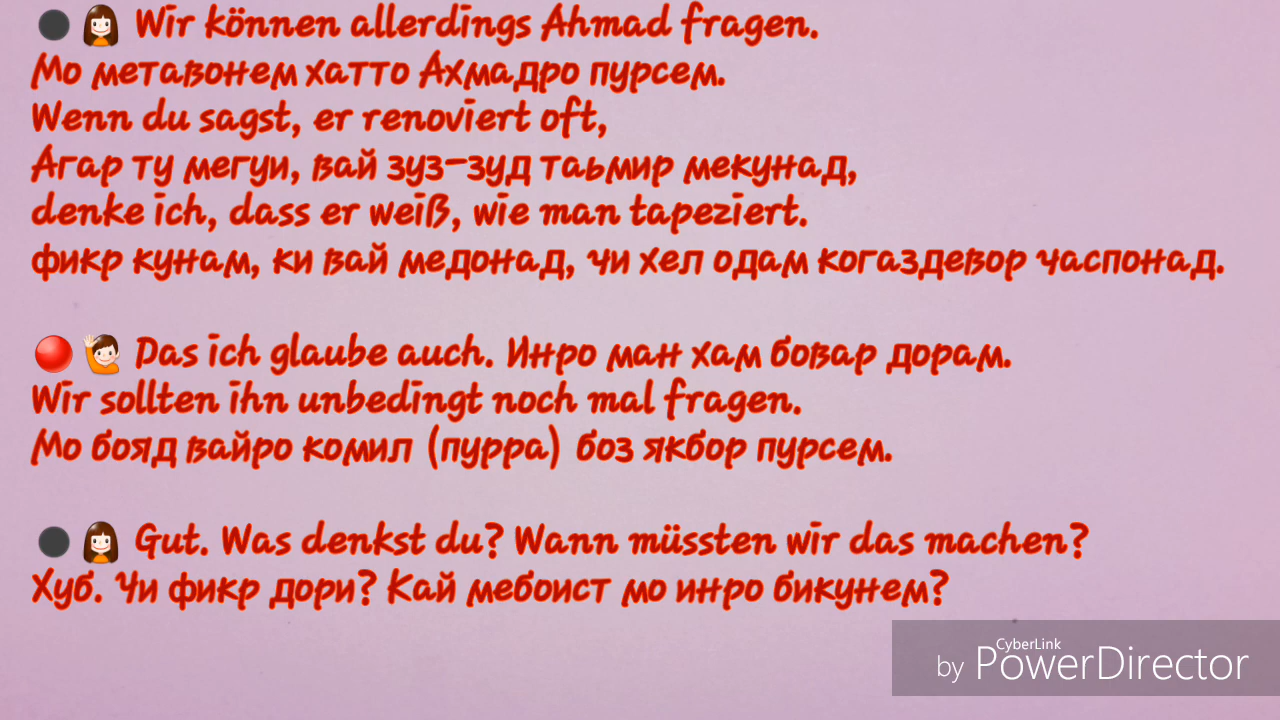 Wir können allerdings Ahmad fragen.
Мо метавонем хатто Ахмадро пурсем.
Wenn du sagst, er renoviert oft,
Агар ту мегуи, вай зуз-зуд таьмир мекунад,
denke ich, dass er weiß, wie man tapeziert.
фикр кунам, ки вай медонад, чи хел одам когаздевор часпонад.
Das ich glaube auch. Инро ман хам бовар дорам.
Wir sollten ihn unbedingt noch mal fragen.
Мо бояд вайро комил (пурра) боз якбор пурсем.
Gut. Was denkst du? Wann müssten wir das machen?
Хуб. Чи фикр дори? Кай мебоист мо инро бикунем?
by CyberLink PowerDirector